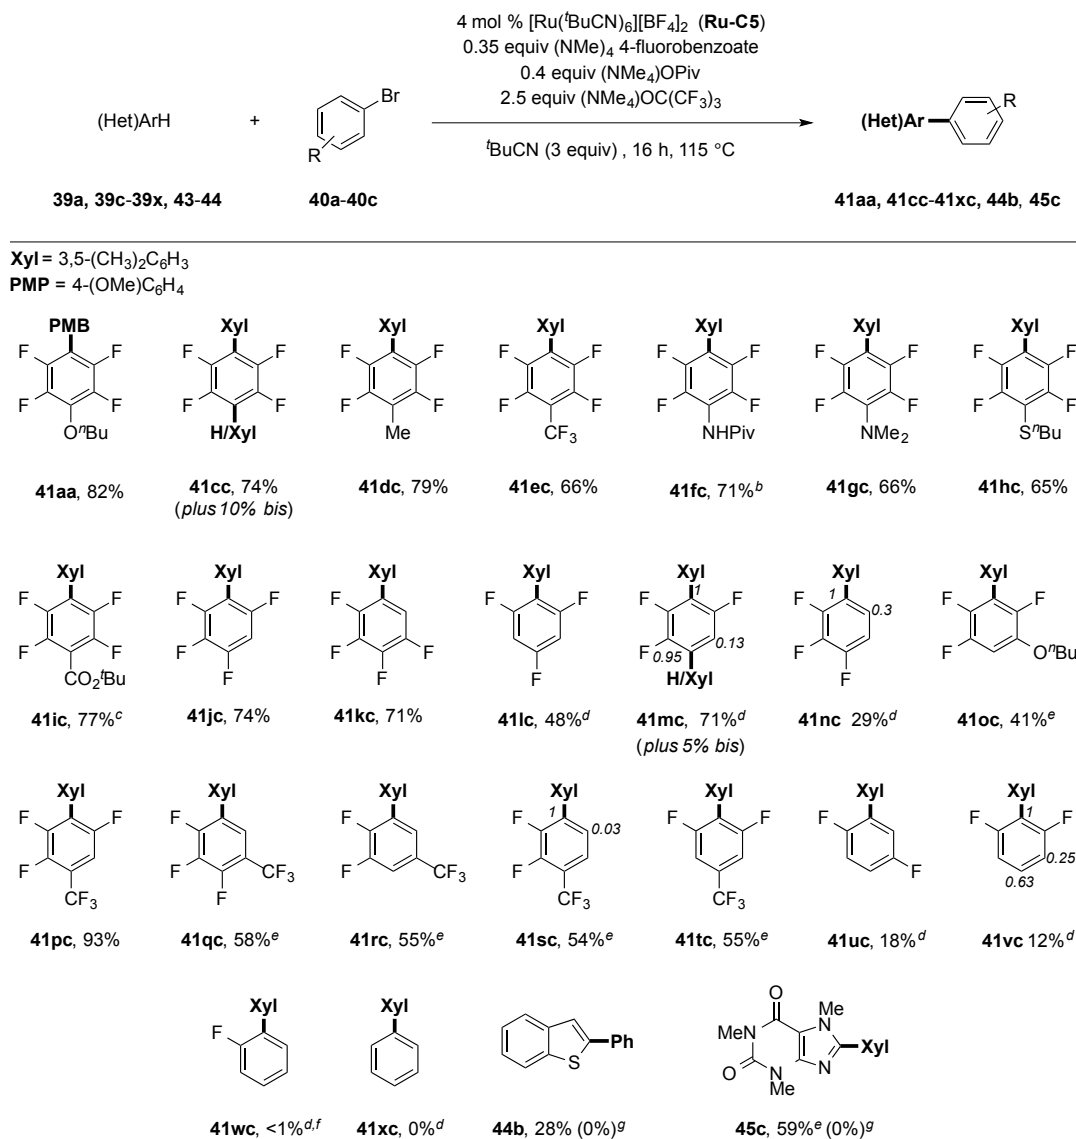 4 mol % [Ru(ᵗBuCN)₆][BF₄]₂ (Ru-C5)
0.35 equiv (NMe)₄ 4-fluorobenzoate
0.4 equiv (NMe₄)OPiv
2.5 equiv (NMe₄)OC(CF₃)₃
(Het)ArH + Br R (Het)Ar R
ᵗBuCN (3 equiv) , 16 h, 115 °C
39a, 39c-39x, 43-44 40a-40c 41aa, 41cc-41xc, 44b, 45c
Xyl = 3,5-(CH₃)₂C₆H₃
PMP = 4-(OMe)C₆H₄
PMB Xyl Xyl Xyl Xyl Xyl Xyl
F F F F F F F F F F F F F F
F F F F F F F F F F F F F F
OⁿBu H/Xyl Me CF₃ NHPiv NMe₂ SⁿBu
41aa, 82% 41cc, 74% 41dc, 79% 41ec, 66% 41fc, 71%ᵇ 41gc, 66% 41hc, 65%
(plus 10% bis)
Xyl Xyl Xyl Xyl Xyl Xyl Xyl
F F F F F F F 1 F F 1 0.3 F F
F F F F F F 0.95 0.13 F F OⁿBu
CO₂ᵗBu F F F H/Xyl F
41ic, 77%ᶜ 41jc, 74% 41kc, 71% 41lc, 48%ᵈ 41mc, 71%ᵈ 41nc 29%ᵈ 41oc, 41%ᵉ
(plus 5% bis)
Xyl Xyl Xyl Xyl Xyl Xyl Xyl
F F F F F 1 0.03 F F F F 1 F
F F CF₃ F CF₃ F F 0.25
CF₃ F CF₃ CF₃ 0.63
41pc, 93% 41qc, 58%ᵉ 41rc, 55%ᵉ 41sc, 54%ᵉ 41tc, 55%ᵉ 41uc, 18%ᵈ 41vc 12%ᵈ
Xyl Xyl O Me
F Ph MeN N Xyl
S O N N
Me
41wc, <1%ᵈ,ᶠ 41xc, 0%ᵈ 44b, 28% (0%)ᵍ 45c, 59%ᵉ (0%)ᵍ